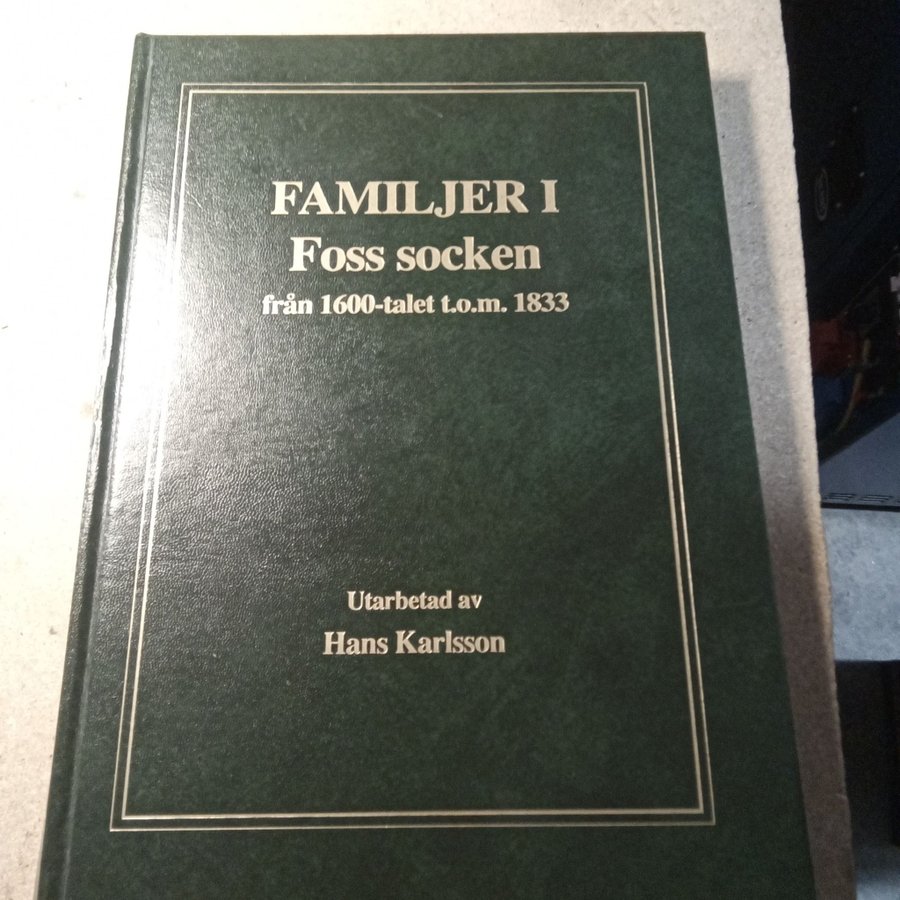 FAMILJER I
Foss socken
från 1600-talet t.o.m. 1833
Utarbetad av
Hans Karlsson